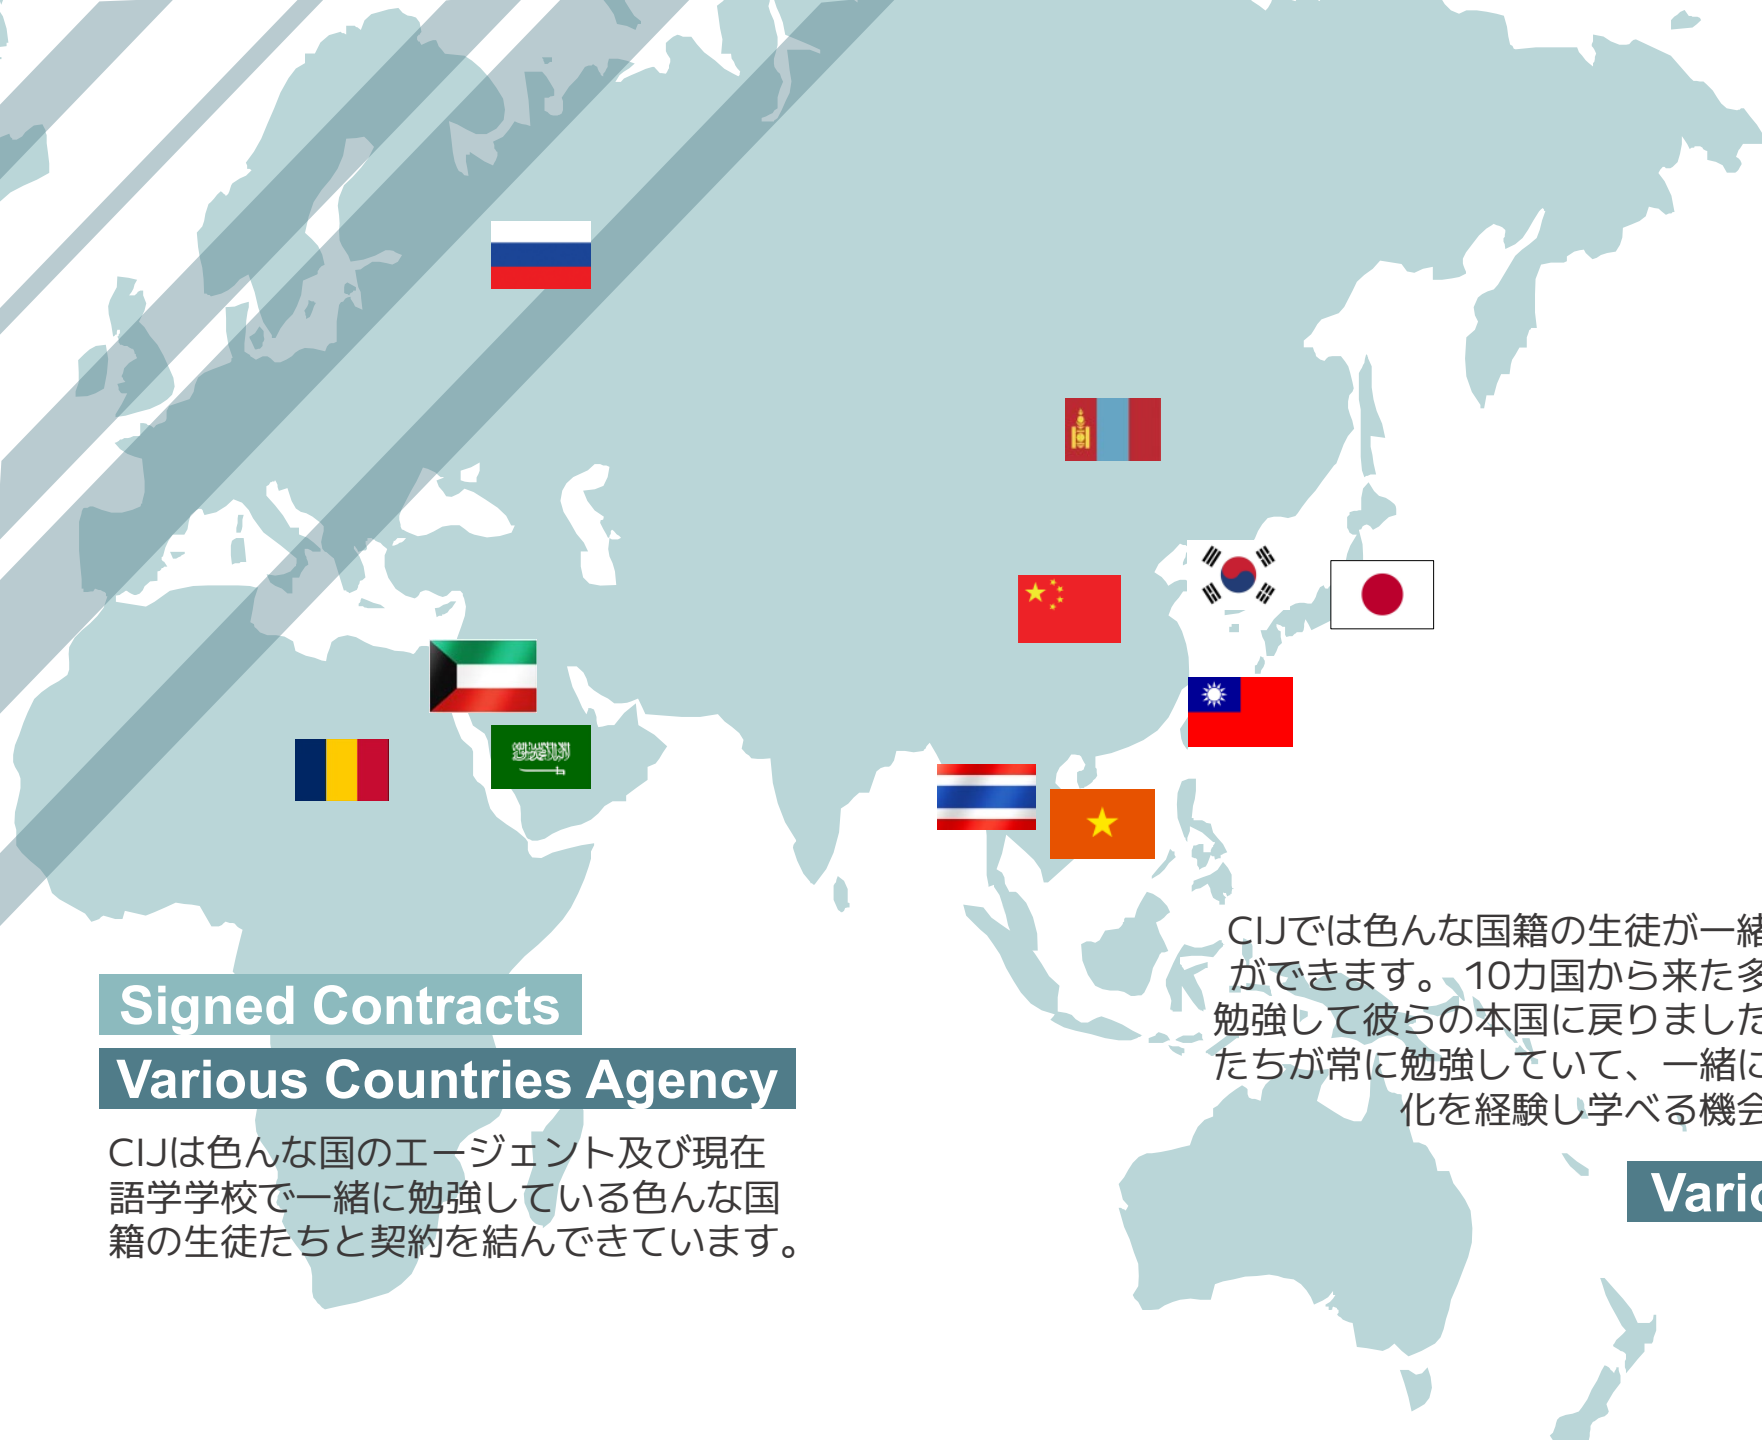 Signed Contracts
Various Countries Agency
CIJは色んな国のエージェント及び現在
語学学校で一緒に勉強している色んな国
籍の生徒たちと契約を結んできています。
CIJでは色んな国籍の生徒が一緒
ができます。10カ国から来た多
勉強して彼らの本国に戻りました
たちが常に勉強していて、一緒に
化を経験し学べる機会
Vario